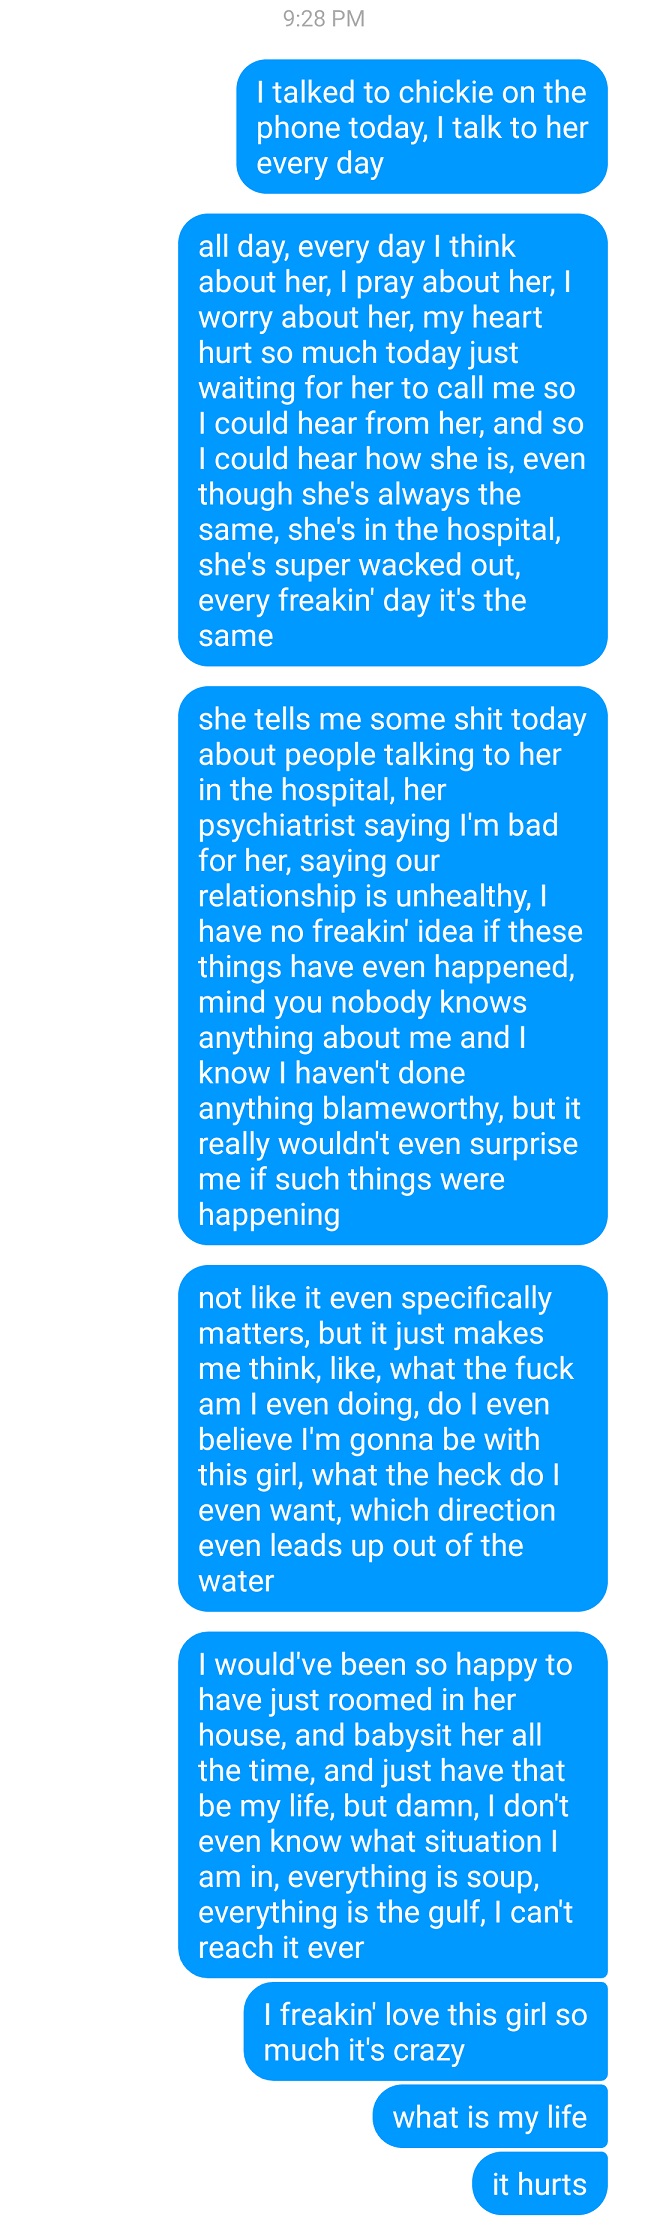 9:28 PM
I talked to chickie on the
phone today, I talk to her
every day
all day, every day I think
about her, I pray about her, I
worry about her, my heart
hurt so much today just
waiting for her to call me so
I could hear from her, and so
I could hear how she is, even
though she's always the
same, she's in the hospital,
she's super wacked out,
every freakin' day it's the
same
she tells me some shit today
about people talking to her
in the hospital, her
psychiatrist saying I'm bad
for her, saying our
relationship is unhealthy, I
have no freakin' idea if these
things have even happened,
mind you nobody knows
anything about me and I
know I haven't done
anything blameworthy, but it
really wouldn't even surprise
me if such things were
happening
not like it even specifically
matters, but it just makes
me think, like, what the fuck
am I even doing, do I even
believe I'm gonna be with
this girl, what the heck do I
even want, which direction
even leads up out of the
water
I would've been so happy to
have just roomed in her
house, and babysit her all
the time, and just have that
be my life, but damn, I don't
even know what situation I
am in, everything is soup,
everything is the gulf, I can't
reach it ever
I freakin' love this girl so
much it's crazy
what is my life
it hurts